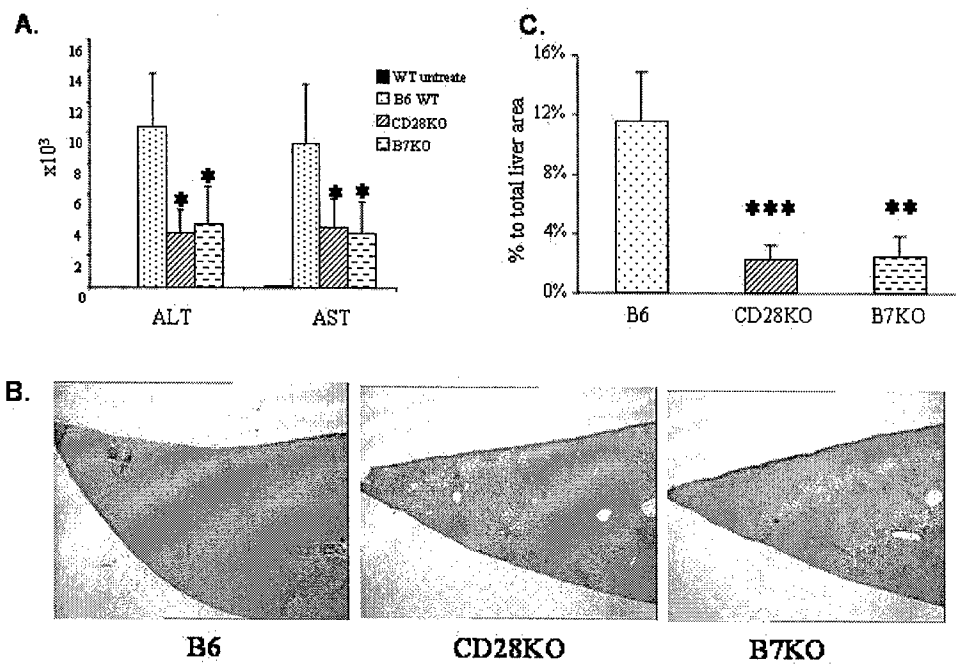 A.
16
14
12
10
8
6
4
2
0
x10³
WT untreate
B6 WT
CD28KO
B7KO
* * * *
ALT AST
C.
16%
12%
8%
4%
0%
% to total liver area
*** **
B6 CD28KO B7KO
B.
B6 CD28KO B7KO